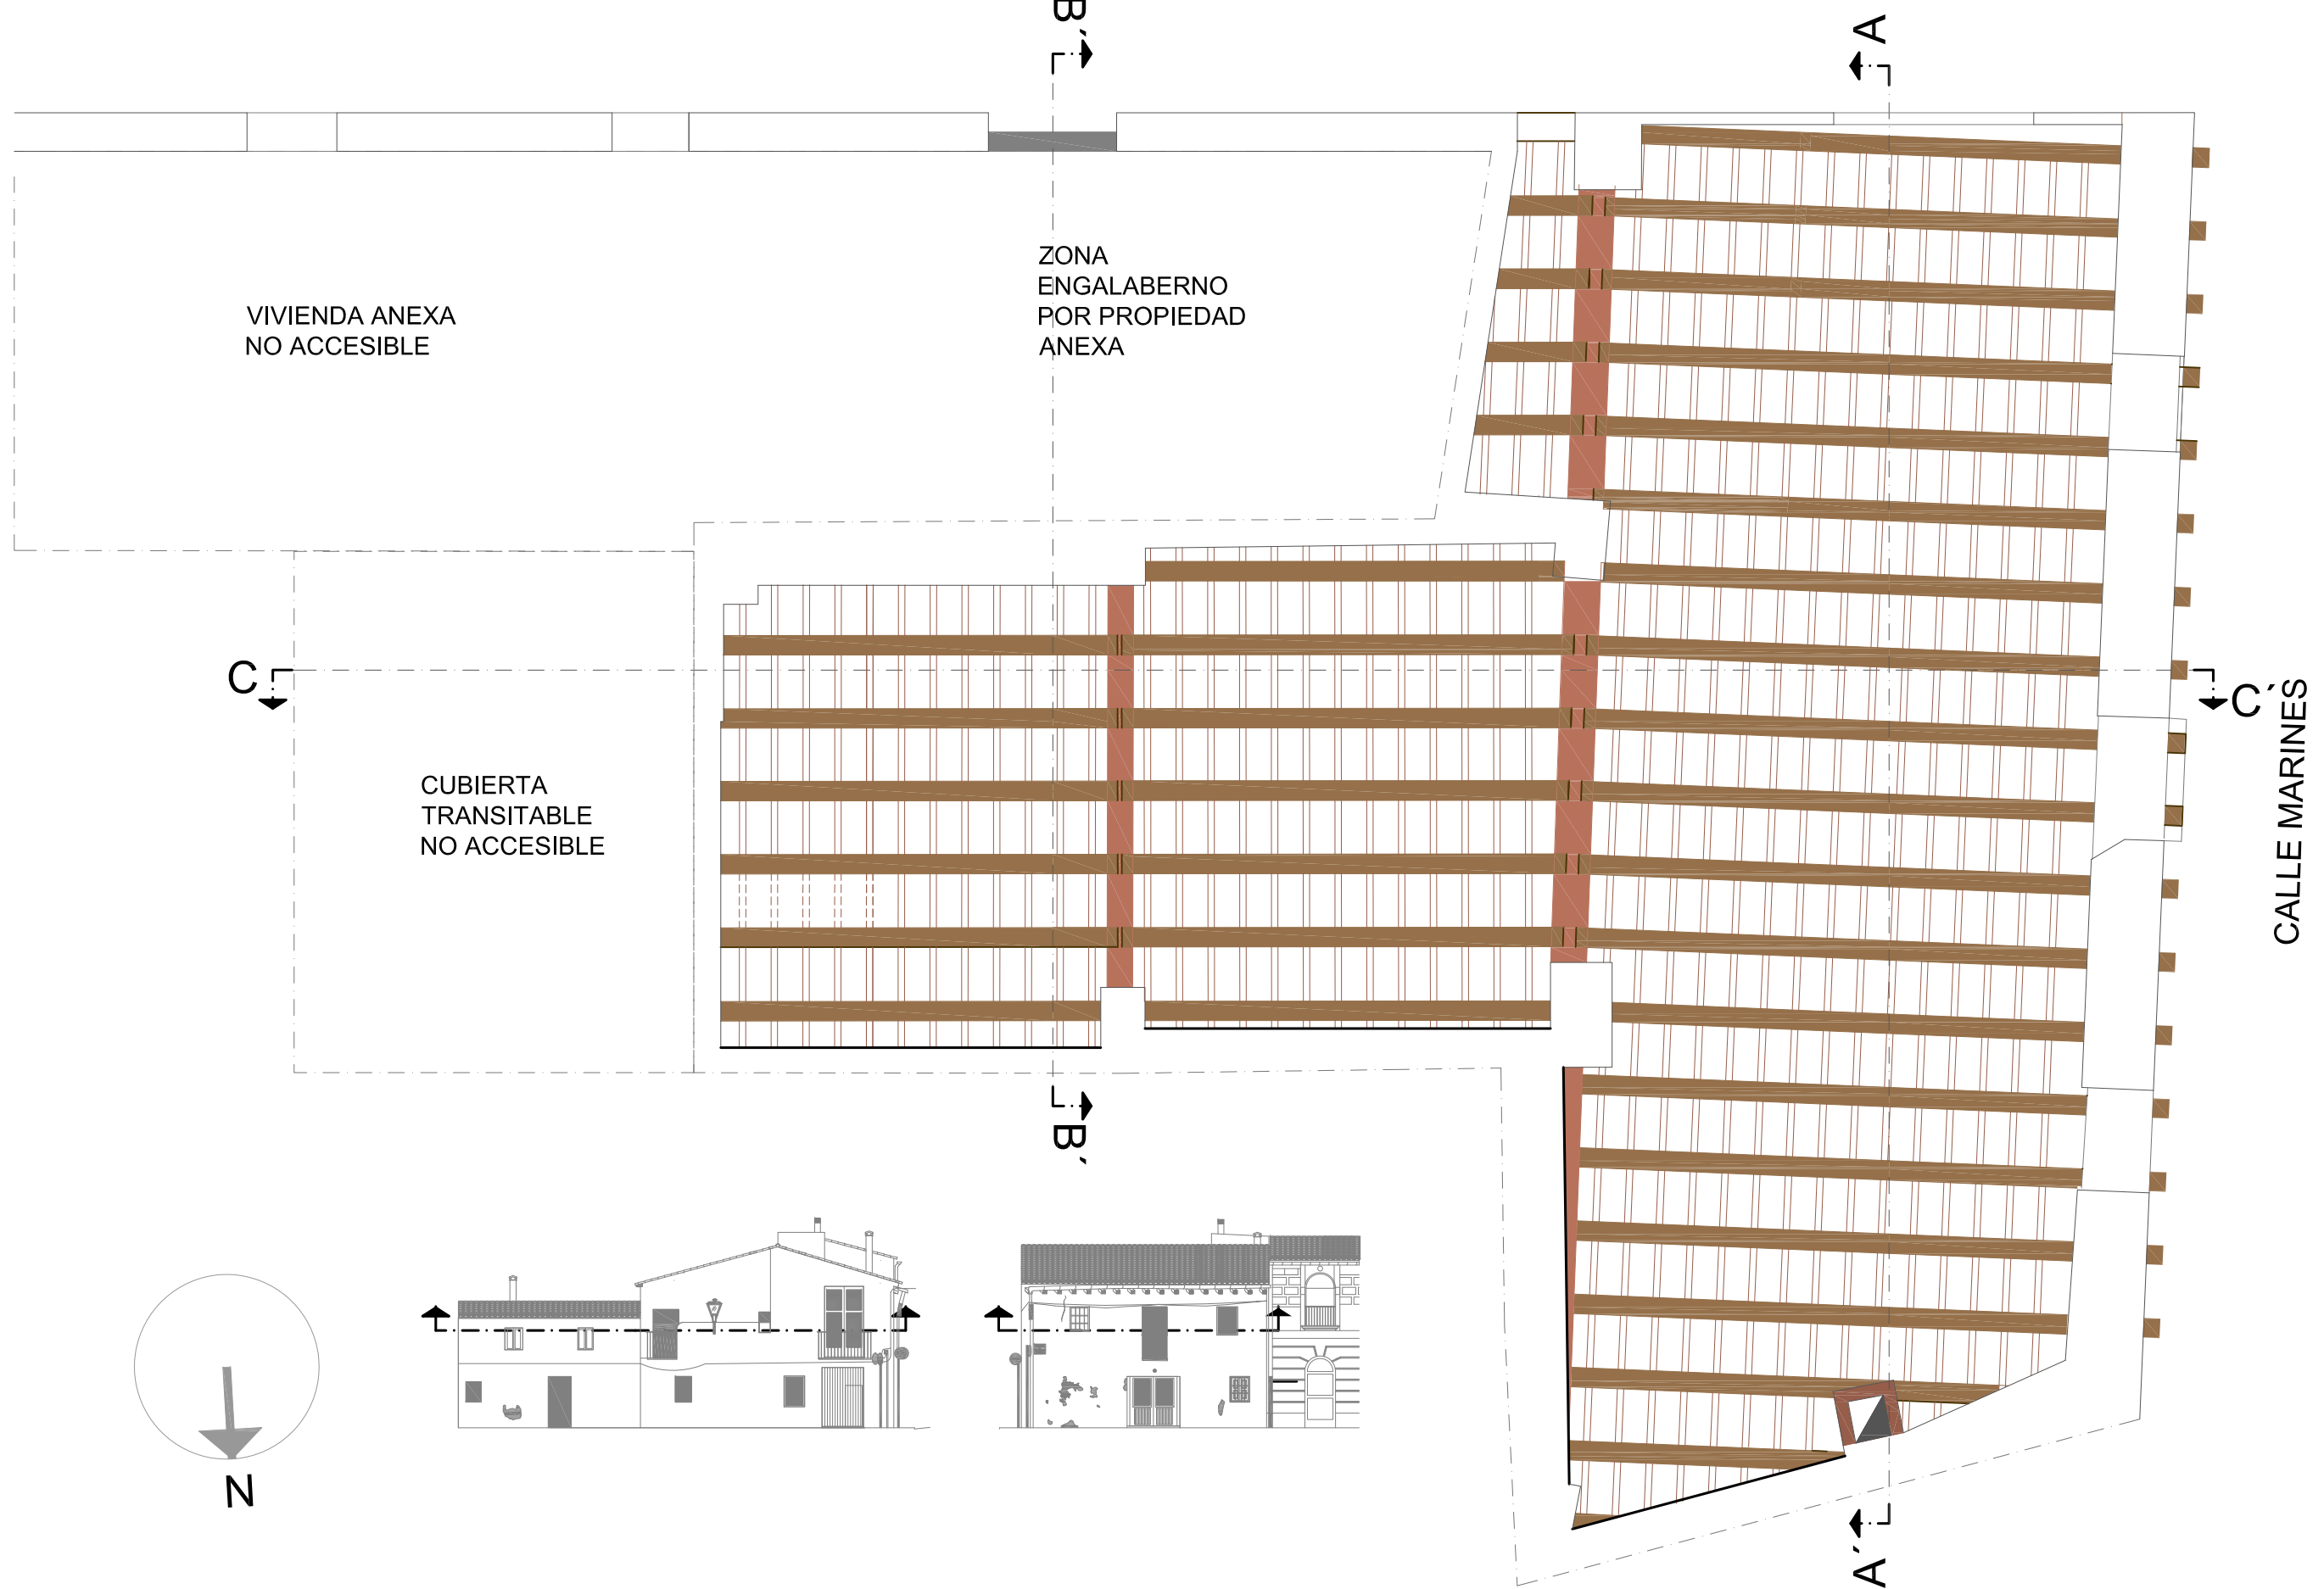 B´
A
ZONA
ENGALABERNO
POR PROPIEDAD
ANEXA
VIVIENDA ANEXA
NO ACCESIBLE
C
C´
CALLE MARINES
CUBIERTA
TRANSITABLE
NO ACCESIBLE
B'
N
A´